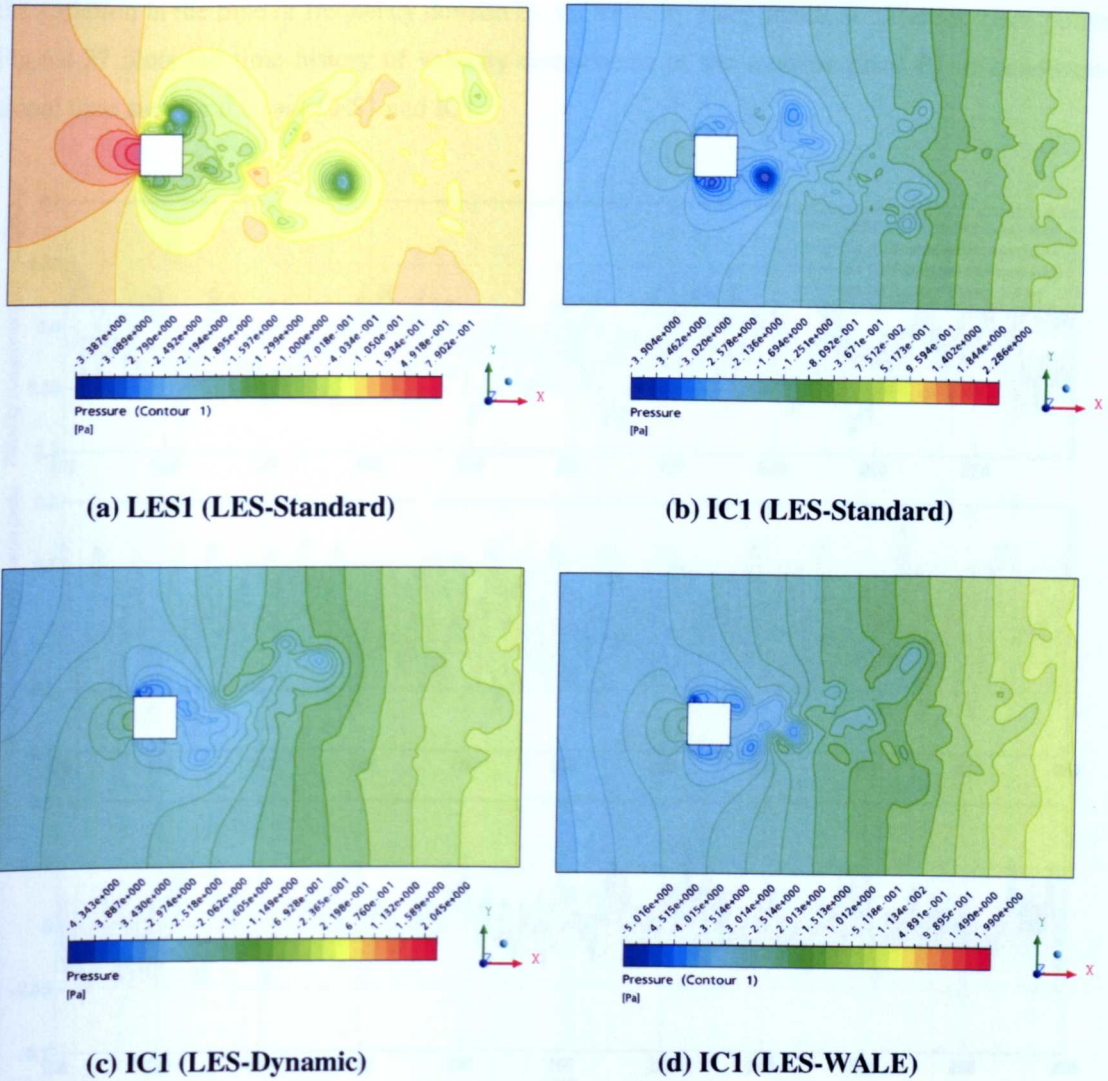 -3.387e+000
-3.089e+000
-2.790e+000
-2.492e+000
-2.194e+000
-1.895e+000
-1.597e+000
-1.299e+000
-1.000e+000
-7.018e-001
-4.034e-001
-1.050e-001
1.934e-001
4.918e-001
7.902e-001
Pressure (Contour 1)
[Pa]
Y
X
(a) LES1 (LES-Standard)
-3.904e+000
-3.462e+000
-3.020e+000
-2.578e+000
-2.136e+000
-1.694e+000
-1.251e+000
-8.092e-001
-3.671e-001
7.512e-002
5.173e-001
9.594e-001
1.402e+000
1.844e+000
2.286e+000
Pressure
[Pa]
Y
X
(b) IC1 (LES-Standard)
-4.343e+000
-3.887e+000
-3.430e+000
-2.974e+000
-2.518e+000
-2.062e+000
-1.605e+000
-1.149e+000
-6.928e-001
-2.365e-001
2.198e-001
6.760e-001
1.132e+000
1.589e+000
2.045e+000
Pressure
[Pa]
Y
X
(c) IC1 (LES-Dynamic)
-5.016e+000
-4.515e+000
-4.015e+000
-3.514e+000
-3.014e+000
-2.514e+000
-2.013e+000
-1.513e+000
-1.012e+000
-5.118e-001
-1.134e-002
4.891e-001
9.895e-001
1.490e+000
1.990e+000
Pressure (Contour 1)
[Pa]
Y
X
(d) IC1 (LES-WALE)